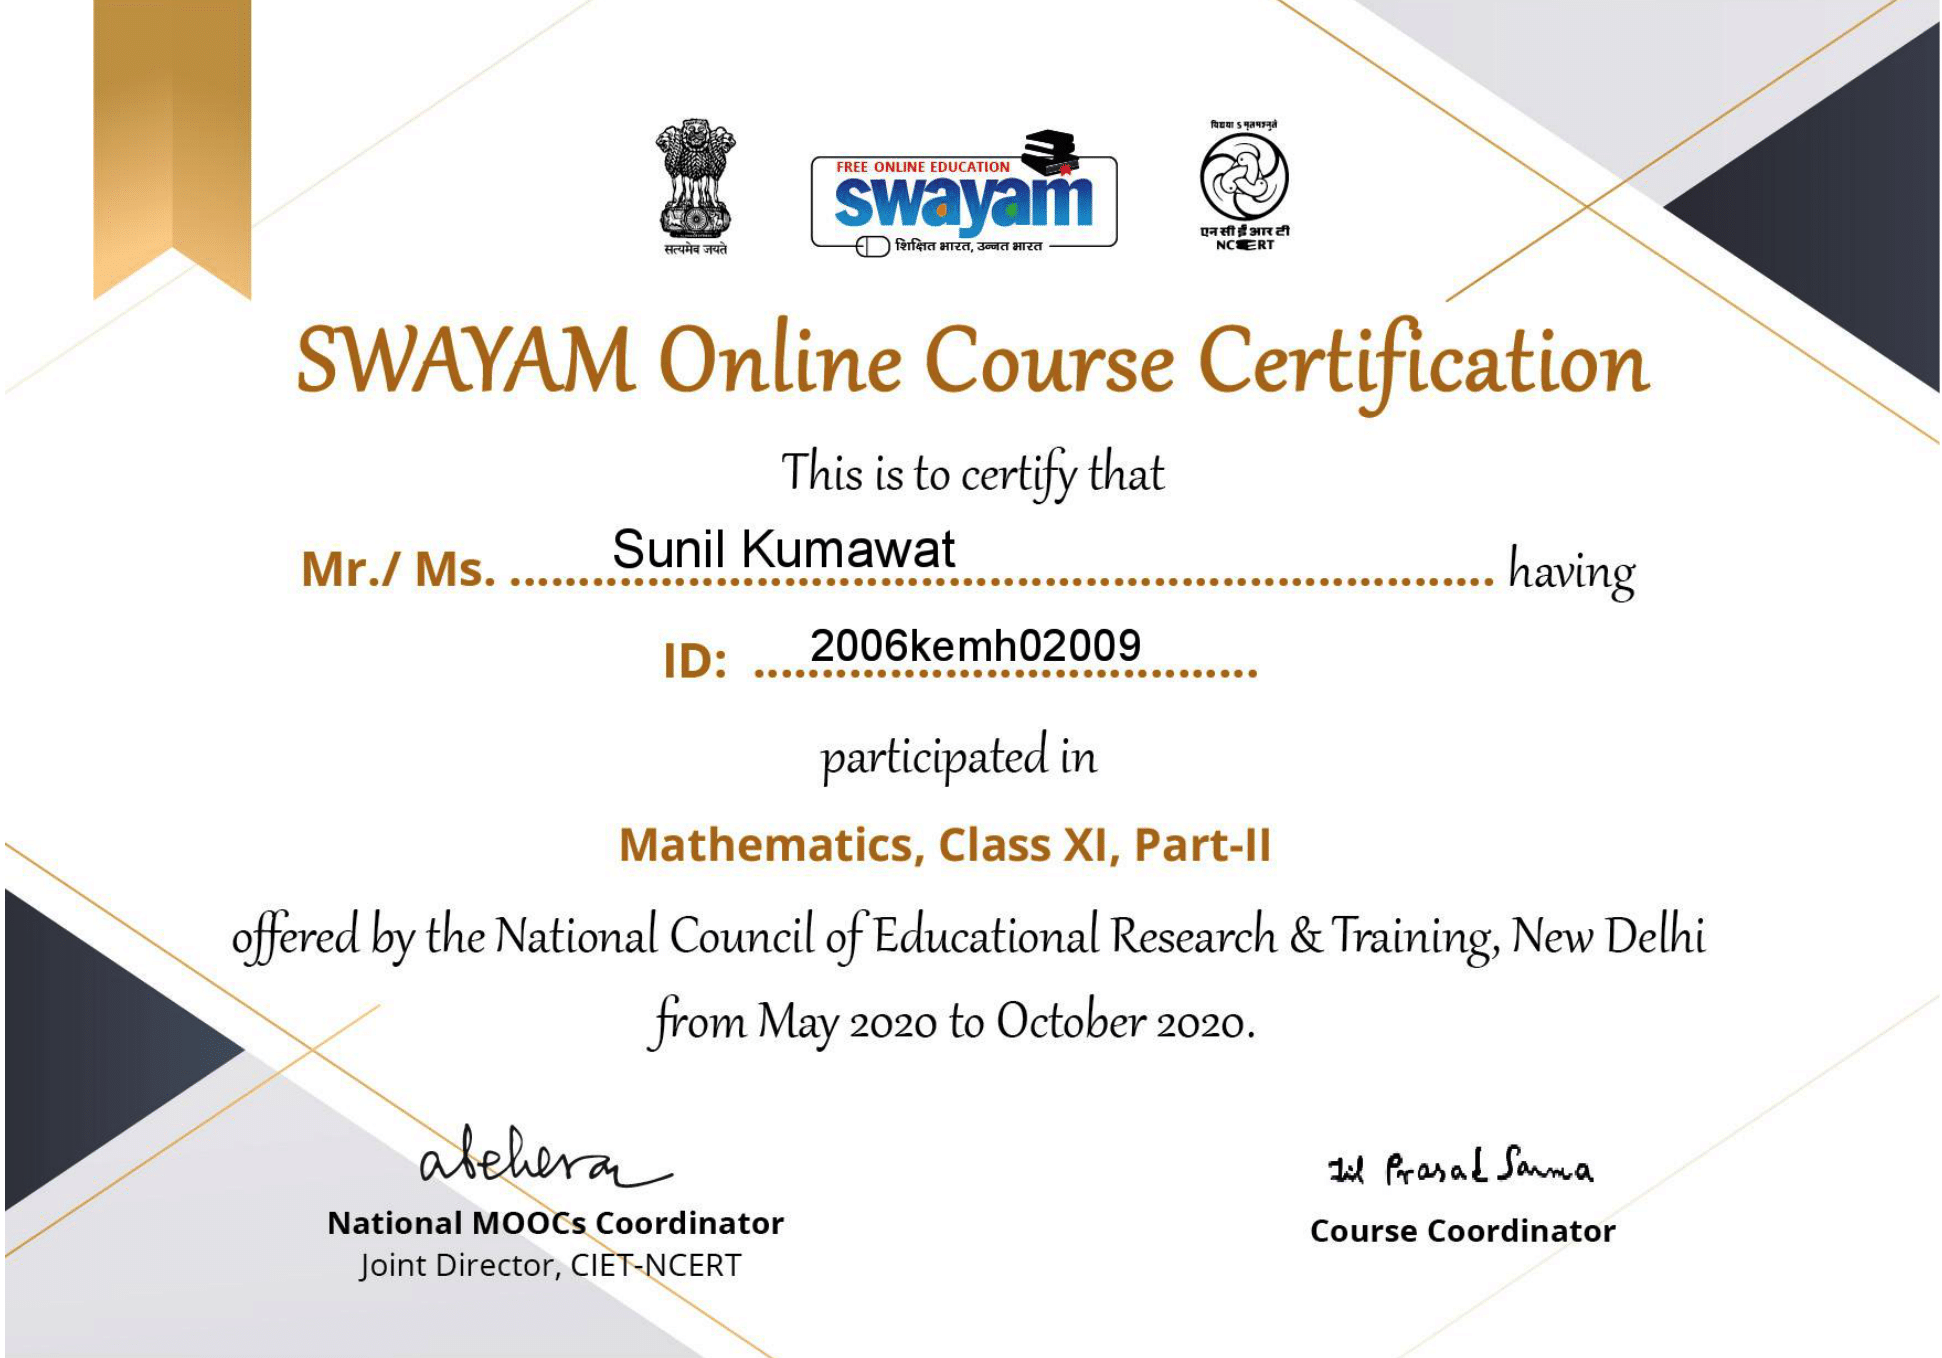 सत्यमेव जयते
FREE ONLINE EDUCATION
swayam
शिक्षित भारत, उन्नत भारत
विद्यया ऽ मृतमश्नुते
एन सी ई आर टी
NCERT
SWAYAM Online Course Certification
This is to certify that
Mr./ Ms. Sunil Kumawat having
ID: 2006kemh02009
participated in
Mathematics, Class XI, Part-II
offered by the National Council of Educational Research & Training, New Delhi
from May 2020 to October 2020.
abehera
Prasad Sarma
National MOOCs Coordinator
Course Coordinator
Joint Director, CIET-NCERT